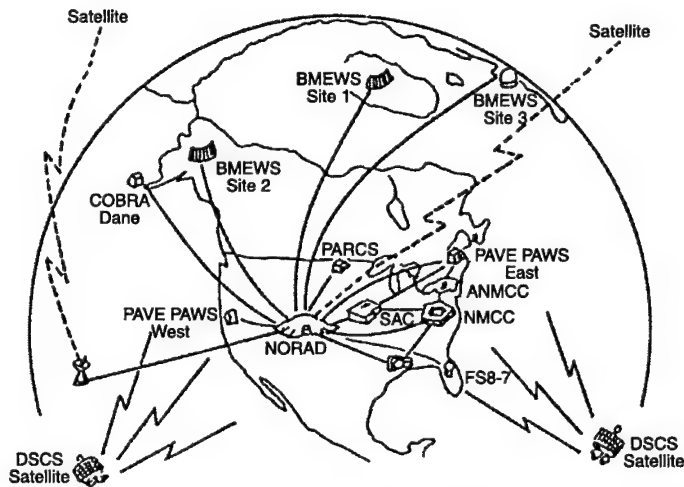 Satellite
Satellite
BMEWS
Site 1
BMEWS
Site 3
BMEWS
Site 2
COBRA
Dane
PARCS
PAVE PAWS
East
ANMCC
PAVE PAWS
West
SAC
NMCC
NORAD
FS8-7
DSCS
Satellite
DSCS
Satellite